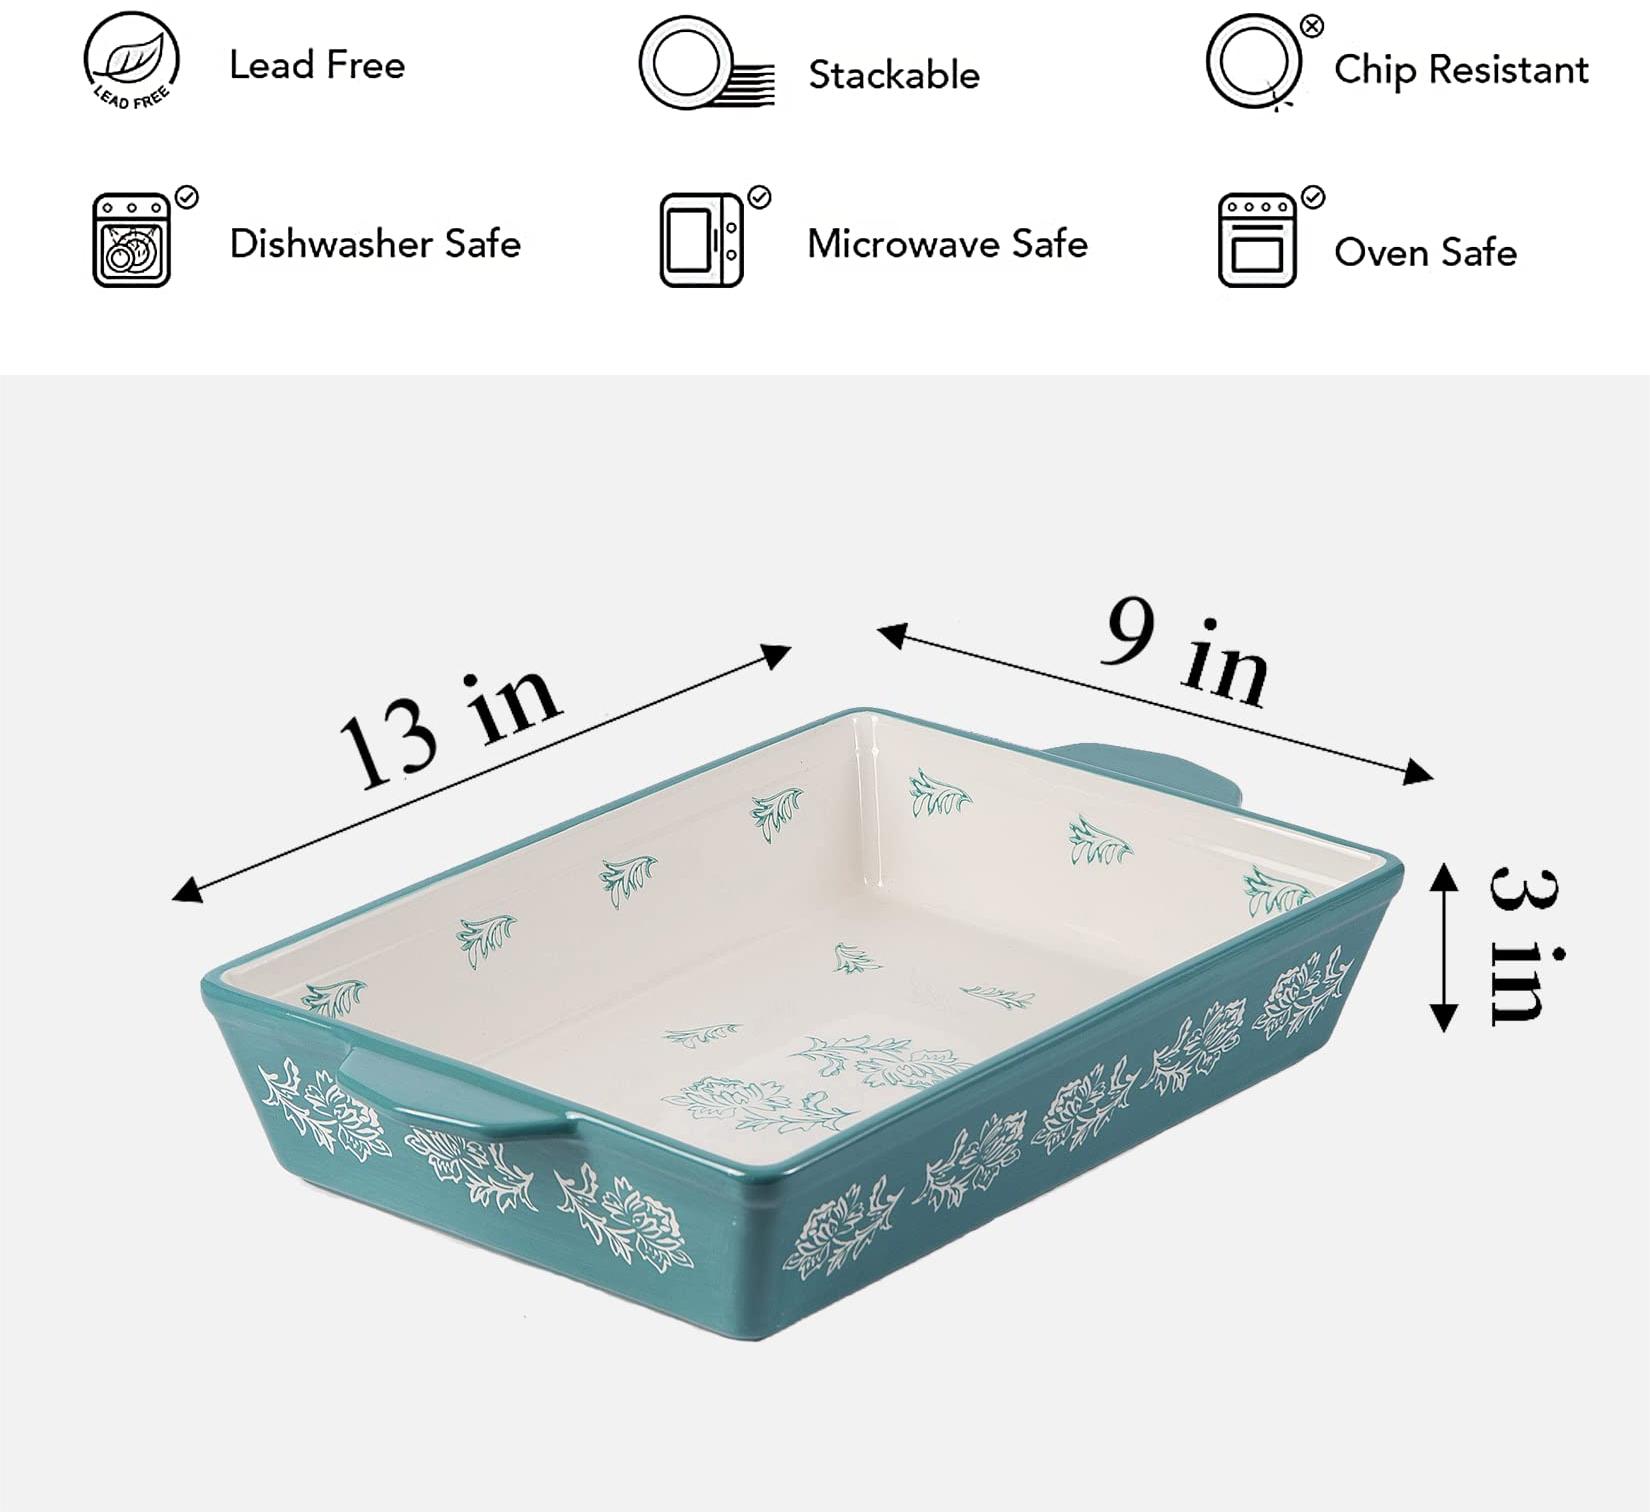 Lead Free
LEAD FREE
Stackable
Chip Resistant
Dishwasher Safe
Microwave Safe
Oven Safe
13 in
9 in
3 in